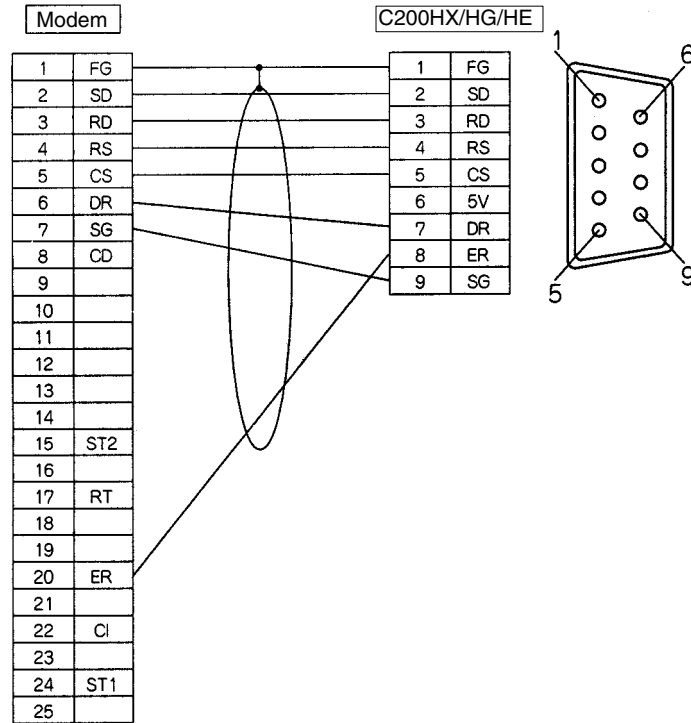 Modem
1 FG
2 SD
3 RD
4 RS
5 CS
6 DR
7 SG
8 CD
9
10
11
12
13
14
15 ST2
16
17 RT
18
19
20 ER
21
22 CI
23
24 ST1
25
C200HX/HG/HE
1 FG
2 SD
3 RD
4 RS
5 CS
6 5V
7 DR
8 ER
9 SG
1
6
5
9